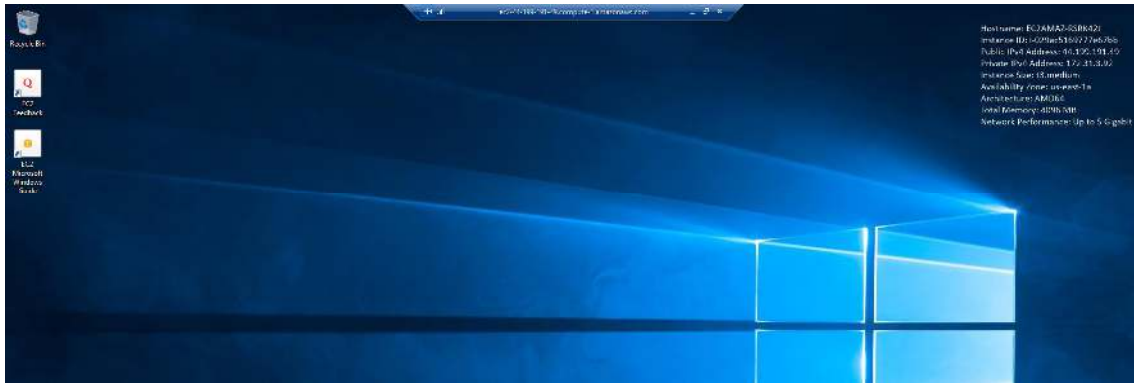 Recycle Bin
EC2
Feedback
EC2
Microsoft
Windows
Guide
Hostname: EC2AMAZ-RSRK42I
Instance ID:
Public IPv4 Address: 44.199.191.49
Private IPv4 Address: 172.31.3.92
Instance Size: t3.medium
Availability Zone: us-east-1a
Architecture: AMD64
Total Memory: 4096 MB
Network Performance: Up to 5 Gigabit